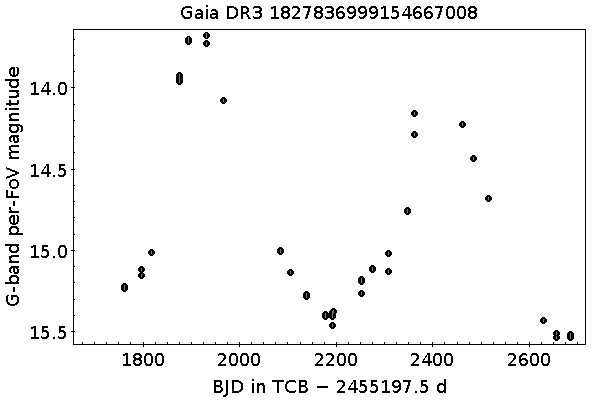 Gaia DR3 1827836999154667008
G-band per-FoV magnitude
14.0
14.5
15.0
15.5
1800 2000 2200 2400 2600
BJD in TCB − 2455197.5 d